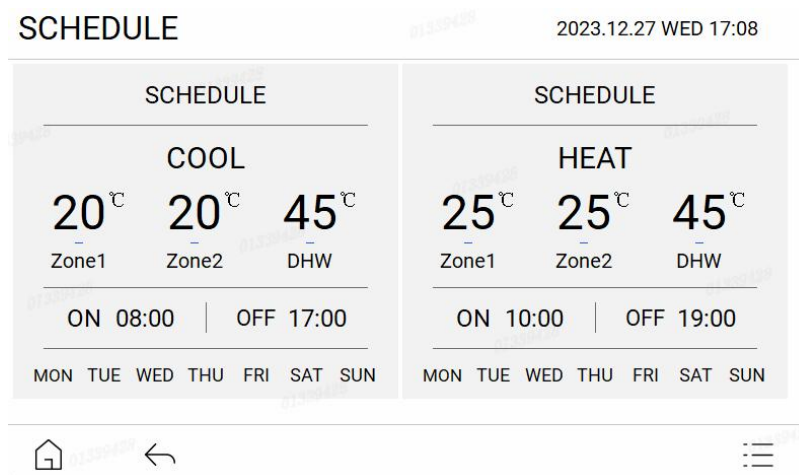 SCHEDULE 2023.12.27 WED 17:08
SCHEDULE
COOL
20℃ 20℃ 45℃
Zone1 Zone2 DHW
ON 08:00 OFF 17:00
MON TUE WED THU FRI SAT SUN
SCHEDULE
HEAT
25℃ 25℃ 45℃
Zone1 Zone2 DHW
ON 10:00 OFF 19:00
MON TUE WED THU FRI SAT SUN
01339428